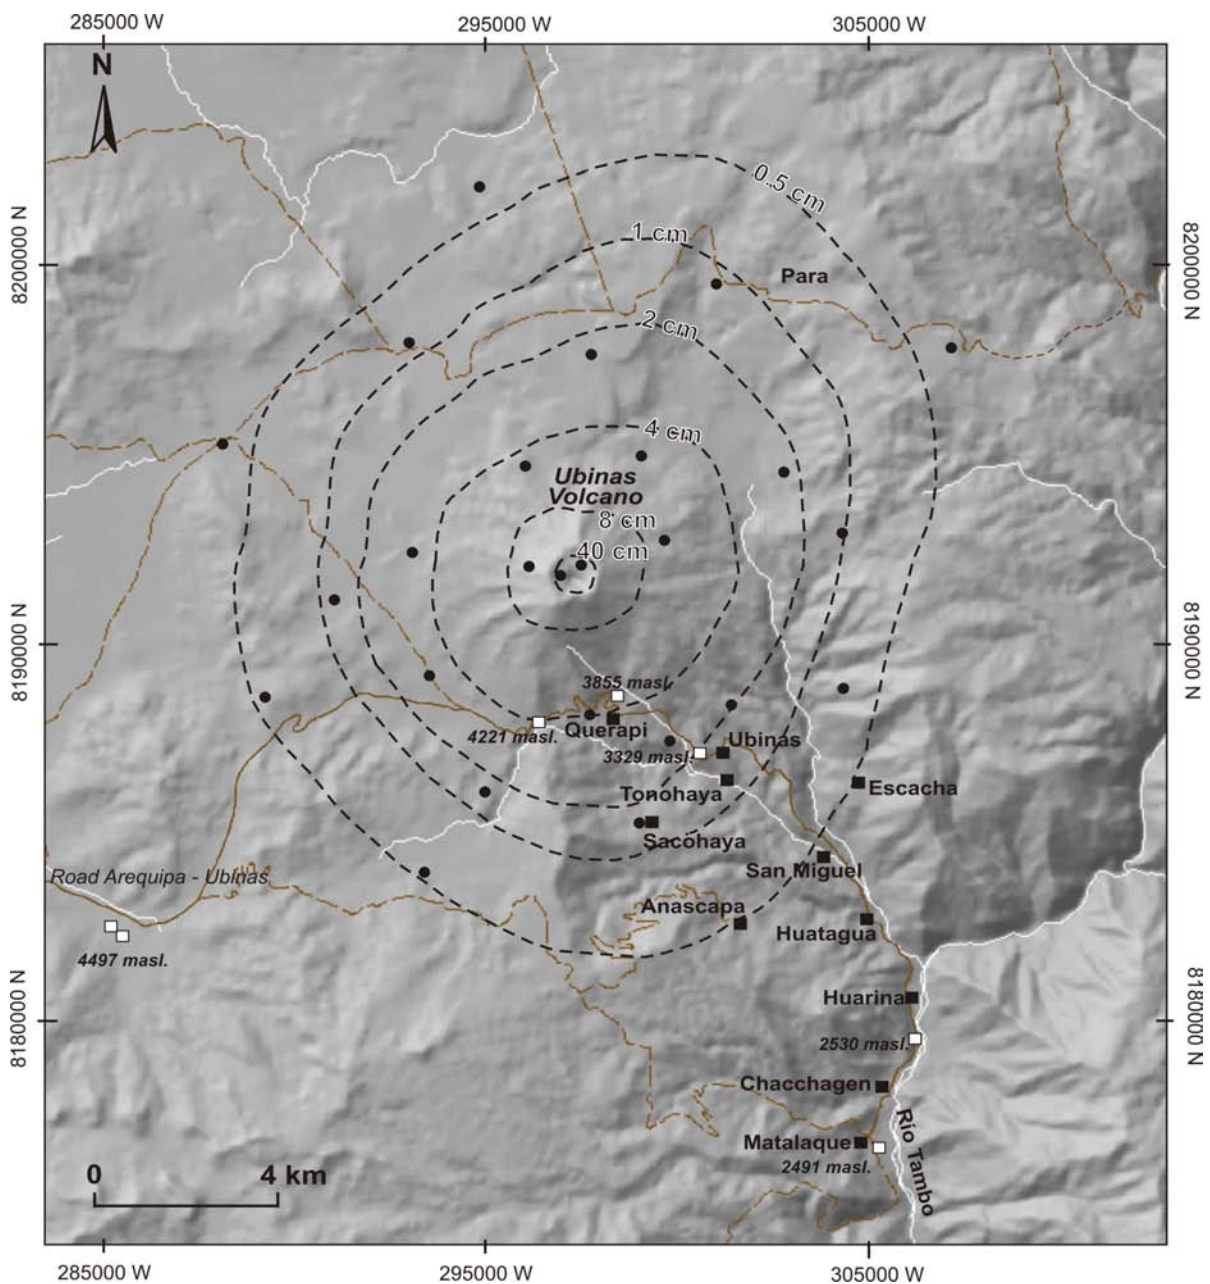 285000 W
295000 W
305000 W
N
0.5 cm
1 cm
Para
8200000 N
8200000 N
2 cm
4 cm
Ubinas
Volcano
8 cm
40 cm
8190000 N
8190000 N
3855 masl.
4221 masl.
Querapi
3329 masl.
Ubinas
Tonohaya
Escacha
Sacohaya
San Miguel
Road Arequipa - Ubinas
Anascapa
Huatagua
4497 masl.
Huarina
8180000 N
8180000 N
2530 masl.
Chacchagen
Matalaque
2491 masl.
Rio Tambo
0
4 km
285000 W
295000 W
305000 W